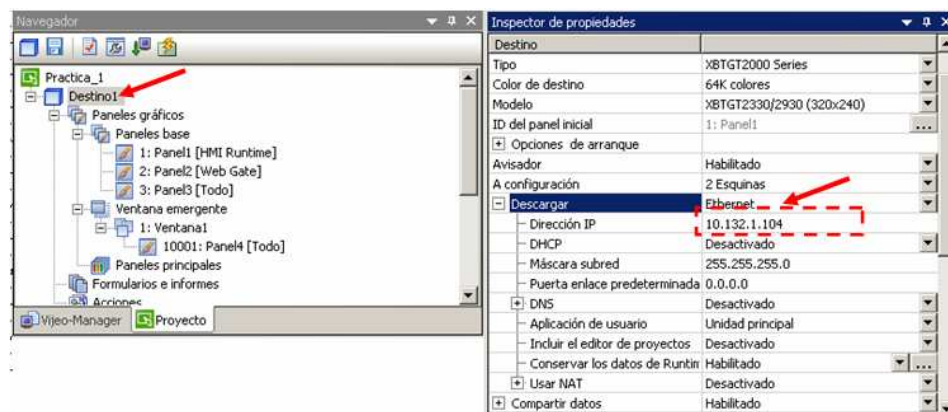 Navegador
Practica_1
Destino1
Paneles gráficos
Paneles base
1: Panel1 [HMI Runtime]
2: Panel2 [Web Gate]
3: Panel3 [Todo]
Ventana emergente
1: Ventana1
10001: Panel4 [Todo]
Paneles principales
Formularios e informes
Acciones
Vijeo-Manager Proyecto
Inspector de propiedades
Destino
Tipo XBTGT2000 Series
Color de destino 64K colores
Modelo XBTGT2330/2930 (320x240)
ID del panel inicial 1: Panel1 ...
Opciones de arranque
Avisador Habilitado
A configuración 2 Esquinas
Descargar Ethernet
Dirección IP 10.132.1.104
DHCP Desactivado
Máscara subred 255.255.255.0
Puerta enlace predeterminada 0.0.0.0
DNS Desactivado
Aplicación de usuario Unidad principal
Incluir el editor de proyectos Desactivado
Conservar los datos de Runtin Habilitado ...
Usar NAT Desactivado
Compartir datos Habilitado